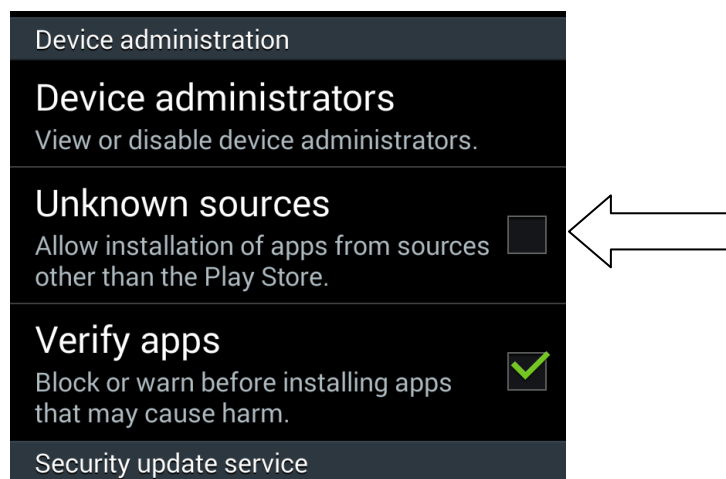 Device administration
Device administrators
View or disable device administrators.
Unknown sources
Allow installation of apps from sources
other than the Play Store.
Verify apps
Block or warn before installing apps
that may cause harm.
Security update service